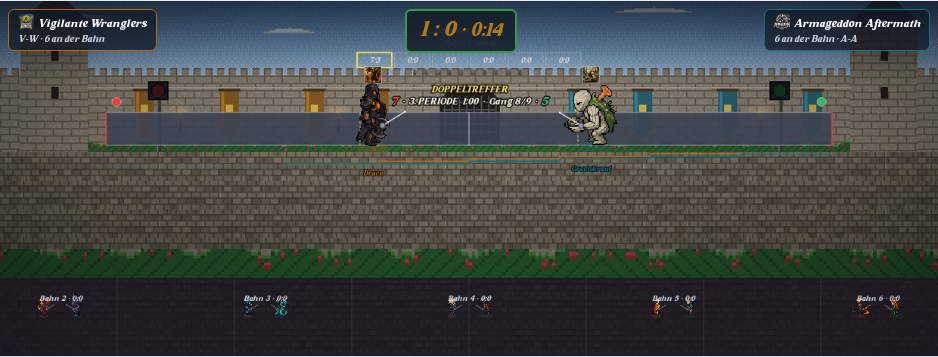 Vigilante Wranglers
V-W · 6 an der Bahn
1 : 0 · 0:14
Armageddon Aftermath
6 an der Bahn · A-A
7:5 0:0 0:0 0:0 0:0 0:0
DOPPELTREFFER
7 · 3. PERIODE 1:00 · Gang 8/9 · 5
Draco
Bahn 2 · 0:0
Bahn 3 · 0:0
Bahn 4 · 0:0
Bahn 5 · 0:0
Bahn 6 · 0:0